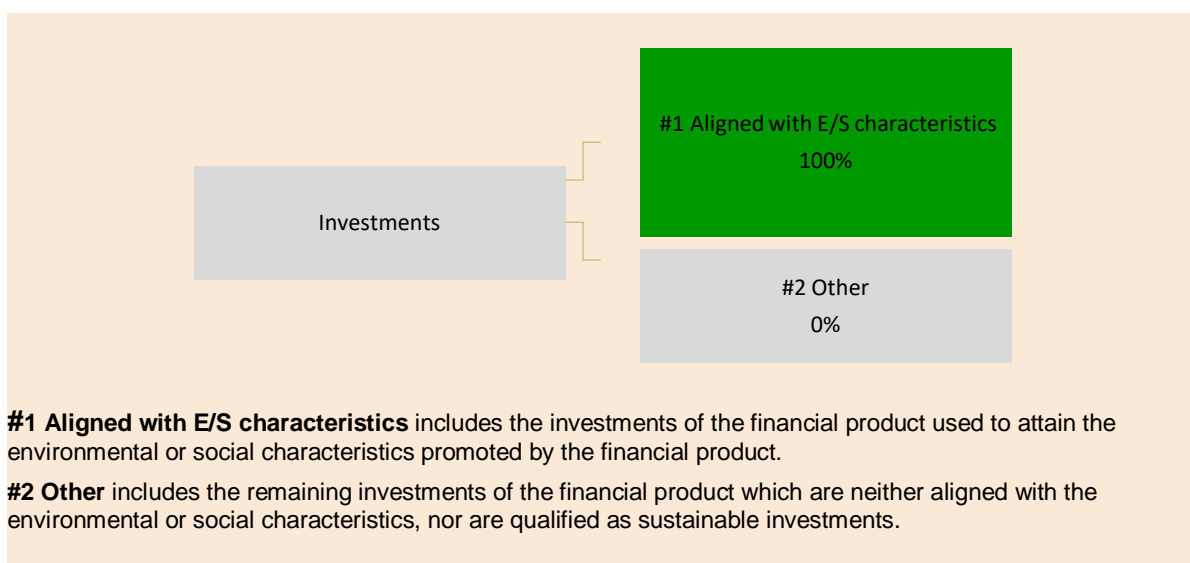 #1 Aligned with E/S characteristics
100%
Investments
#2 Other
0%
#1 Aligned with E/S characteristics includes the investments of the financial product used to attain the
environmental or social characteristics promoted by the financial product.
#2 Other includes the remaining investments of the financial product which are neither aligned with the
environmental or social characteristics, nor are qualified as sustainable investments.